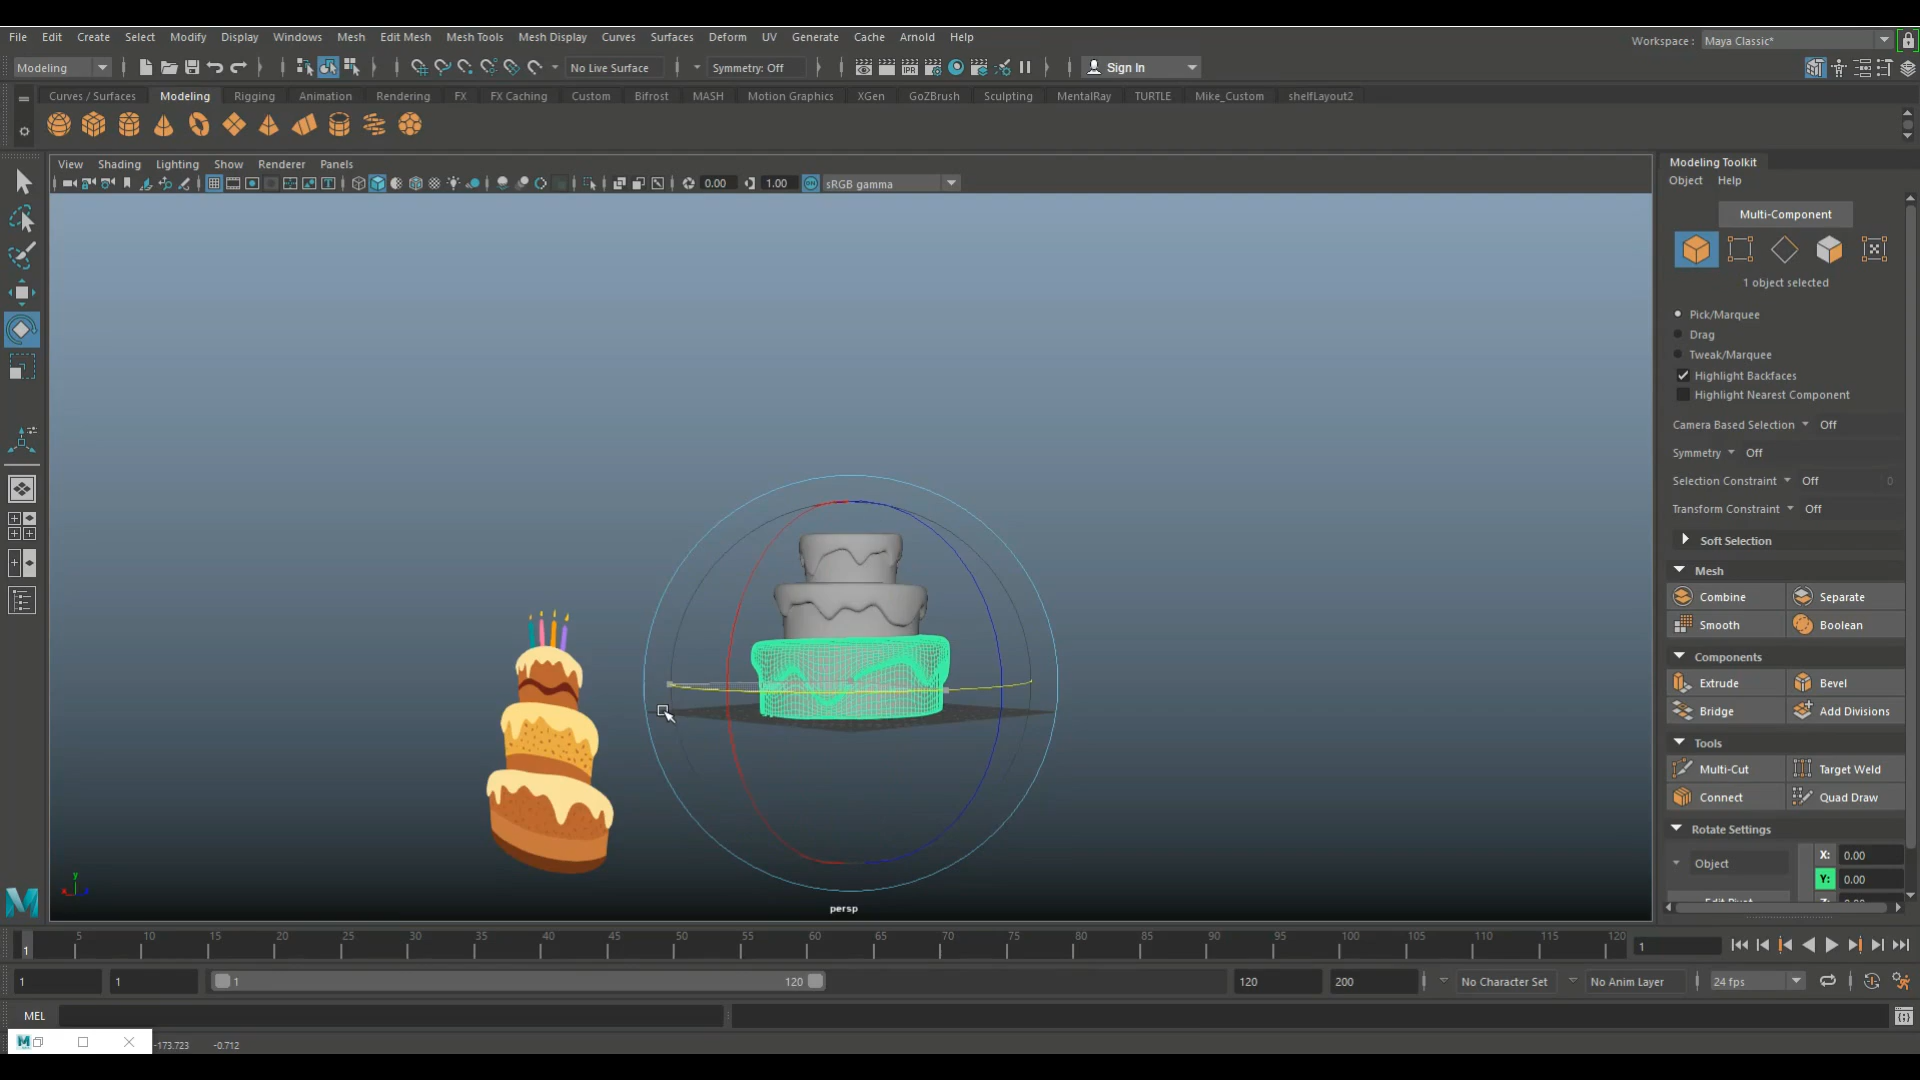 File Edit Create Select Modify Display Windows Mesh Edit Mesh Mesh Tools Mesh Display Curves Surfaces Deform UV Generate Cache Arnold Help
Workspace : Maya Classic*
Modeling No Live Surface Symmetry: Off IPR Sign In
Curves / Surfaces Modeling Rigging Animation Rendering FX FX Caching Custom Bifrost MASH Motion Graphics XGen GoZBrush Sculpting MentalRay TURTLE Mike_Custom shelfLayout2
View Shading Lighting Show Renderer Panels
0.00 1.00 ON sRGB gamma
Modeling Toolkit
Object Help
Multi-Component
1 object selected
Pick/Marquee
Drag
Tweak/Marquee
Highlight Backfaces
Highlight Nearest Component
Camera Based Selection Off
Symmetry Off
Selection Constraint Off 0
Transform Constraint Off
Soft Selection
Mesh
Combine Separate
Smooth Boolean
Components
Extrude Bevel
Bridge Add Divisions
Tools
Multi-Cut Target Weld
Connect Quad Draw
Rotate Settings
Object X: 0.00
Y: 0.00
y
x
persp
1 5 10 15 20 25 30 35 40 45 50 55 60 65 70 75 80 85 90 95 100 105 110 115 120 1
1 1 1 120 120 200 No Character Set No Anim Layer 24 fps
MEL
M -173.723 -0.712